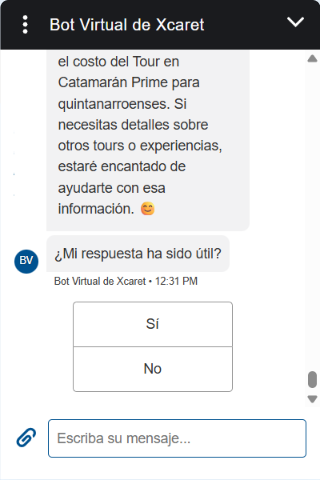 Bot Virtual de Xcaret
el costo del Tour en
Catamarán Prime para
quintanarroenses. Si
necesitas detalles sobre
otros tours o experiencias,
estaré encantado de
ayudarte con esa
información. 😊
¿Mi respuesta ha sido útil?
BV
Bot Virtual de Xcaret • 12:31 PM
Sí
No
Escriba su mensaje...